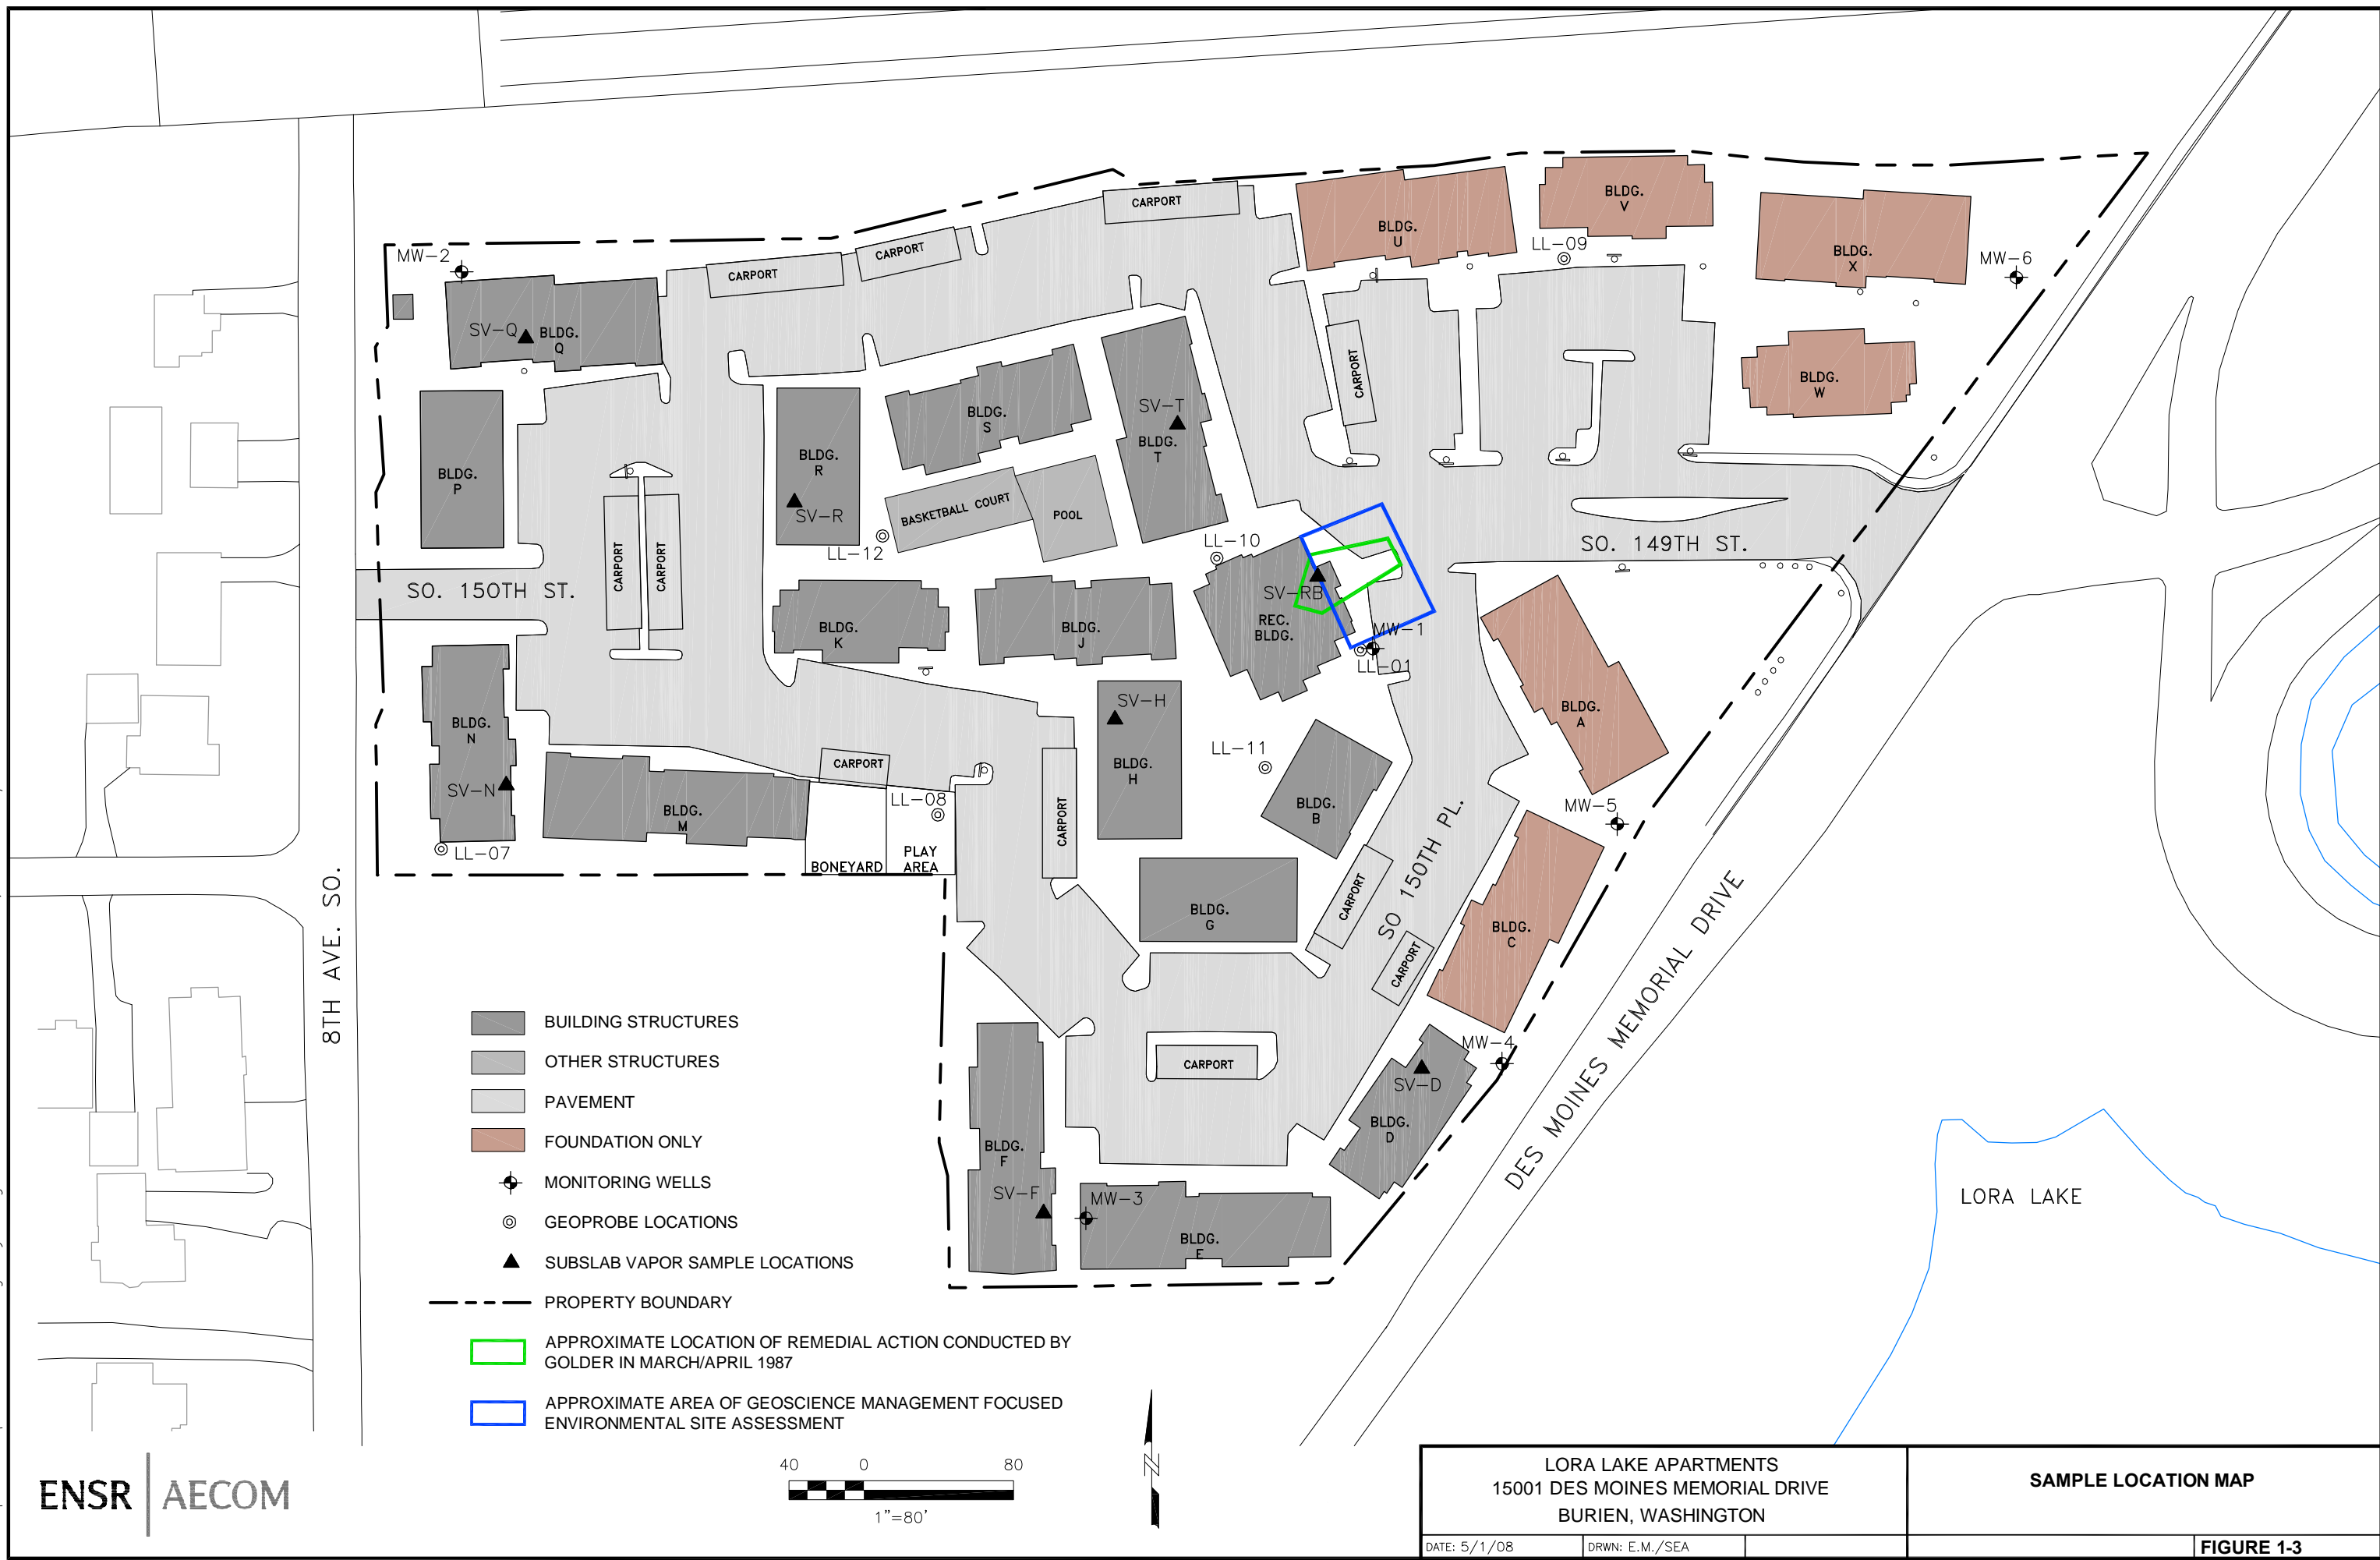 CARPORT
BLDG.
U
BLDG.
V
LL-09
BLDG.
X
MW-6
MW-2
CARPORT
CARPORT
SV-Q
BLDG.
Q
CARPORT
BLDG.
W
BLDG.
P
BLDG.
R
SV-R
BLDG.
S
SV-T
BLDG.
T
BASKETBALL COURT
POOL
LL-12
LL-10
SO. 149TH ST.
CARPORT
CARPORT
SO. 150TH ST.
BLDG.
K
BLDG.
J
SV-RB
REC.
BLDG.
MW-1
LL-01
BLDG.
A
BLDG.
N
SV-N
LL-07
BLDG.
M
CARPORT
LL-08
BONEYARD
PLAY
AREA
CARPORT
SV-H
BLDG.
H
LL-11
BLDG.
B
MW-5
BLDG.
G
CARPORT
SO 150TH PL.
CARPORT
BLDG.
C
8TH AVE. SO.
DES MOINES MEMORIAL DRIVE
MW-4
CARPORT
SV-D
BLDG.
D
BLDG.
F
SV-F
MW-3
BLDG.
E
LORA LAKE
BUILDING STRUCTURES
OTHER STRUCTURES
PAVEMENT
FOUNDATION ONLY
MONITORING WELLS
GEOPROBE LOCATIONS
SUBSLAB VAPOR SAMPLE LOCATIONS
PROPERTY BOUNDARY
APPROXIMATE LOCATION OF REMEDIAL ACTION CONDUCTED BY
GOLDER IN MARCH/APRIL 1987
APPROXIMATE AREA OF GEOSCIENCE MANAGEMENT FOCUSED
ENVIRONMENTAL SITE ASSESSMENT
ENSR AECOM
40 0 80
1"=80'
N
LORA LAKE APARTMENTS
15001 DES MOINES MEMORIAL DRIVE
BURIEN, WASHINGTON
SAMPLE LOCATION MAP
DATE: 5/1/08
DRWN: E.M./SEA
FIGURE 1-3